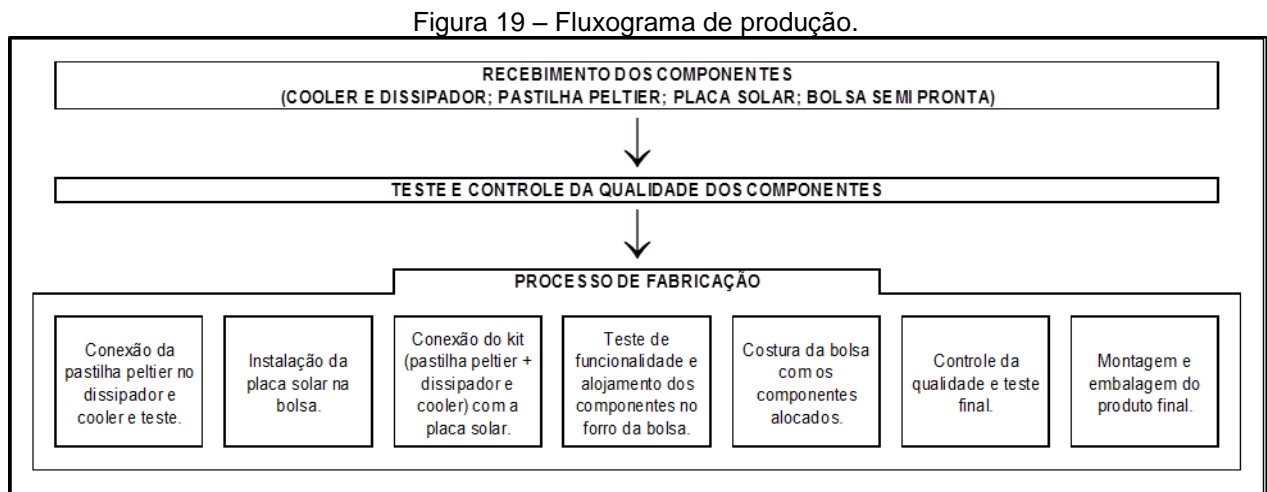 Figura 19 – Fluxograma de produção.
RECEBIMENTO DOS COMPONENTES
(COOLER E DISSIPADOR; PASTILHA PELTIER; PLACA SOLAR; BOLSA SEMI PRONTA)
TESTE E CONTROLE DA QUALIDADE DOS COMPONENTES
PROCESSO DE FABRICAÇÃO
Conexão da
pastilha peltier no
dissipador e
cooler e teste.
Instalação da
placa solar na
bolsa.
Conexão do kit
(pastilha peltier +
dissipador e
cooler) com a
placa solar.
Teste de
funcionalidade e
alojamento dos
componentes no
forro da bolsa.
Costura da bolsa
com os
componentes
alocados.
Controle da
qualidade e teste
final.
Montagem e
embalagem do
produto final.